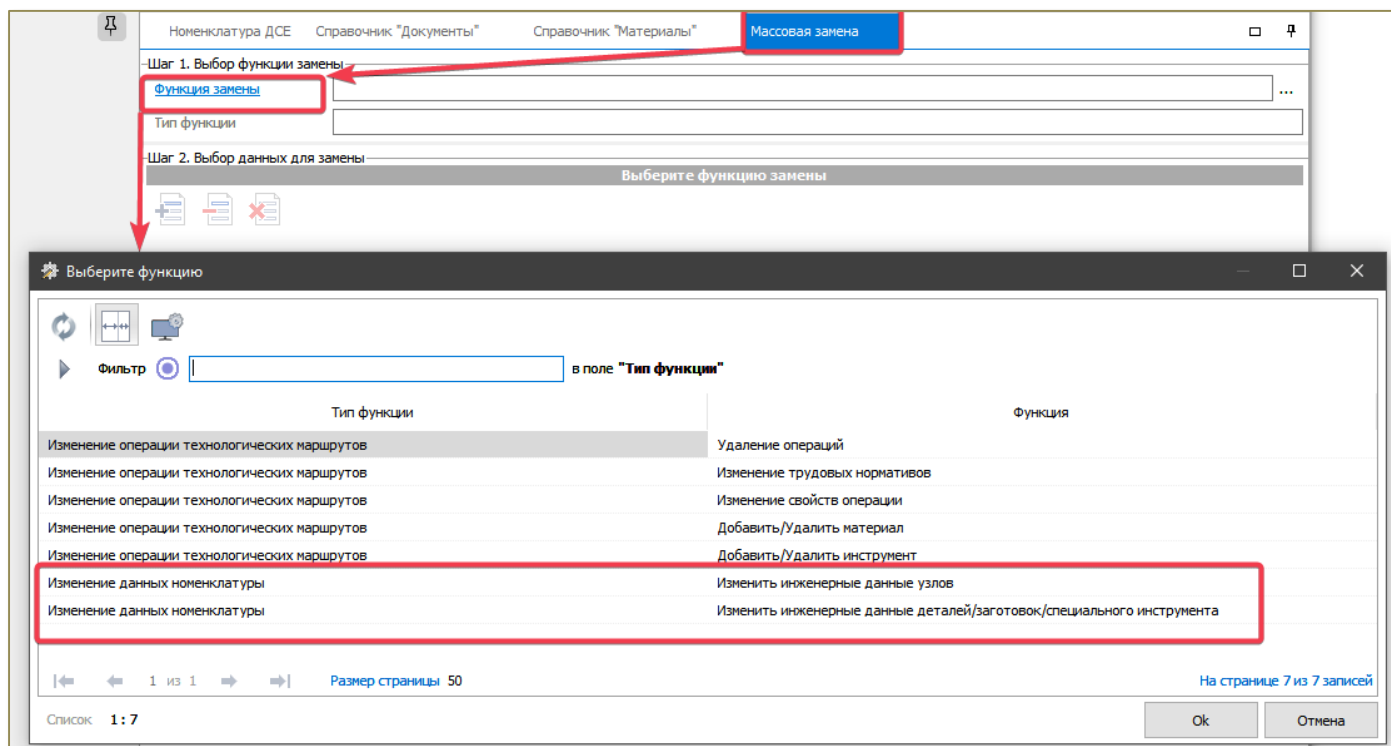 Номенклатура ДСЕ Справочник "Документы" Справочник "Материалы" Массовая замена
Шаг 1. Выбор функции замены
Функция замены ...
Тип функции
Шаг 2. Выбор данных для замены
Выберите функцию замены
Выберите функцию
Фильтр в поле "Тип функции"
Тип функции Функция
Изменение операции технологических маршрутов Удаление операций
Изменение операции технологических маршрутов Изменение трудовых нормативов
Изменение операции технологических маршрутов Изменение свойств операции
Изменение операции технологических маршрутов Добавить/Удалить материал
Изменение операции технологических маршрутов Добавить/Удалить инструмент
Изменение данных номенклатуры Изменить инженерные данные узлов
Изменение данных номенклатуры Изменить инженерные данные деталей/заготовок/специального инструмента
1 из 1 Размер страницы 50 На странице 7 из 7 записей
Список 1:7 Ok Отмена